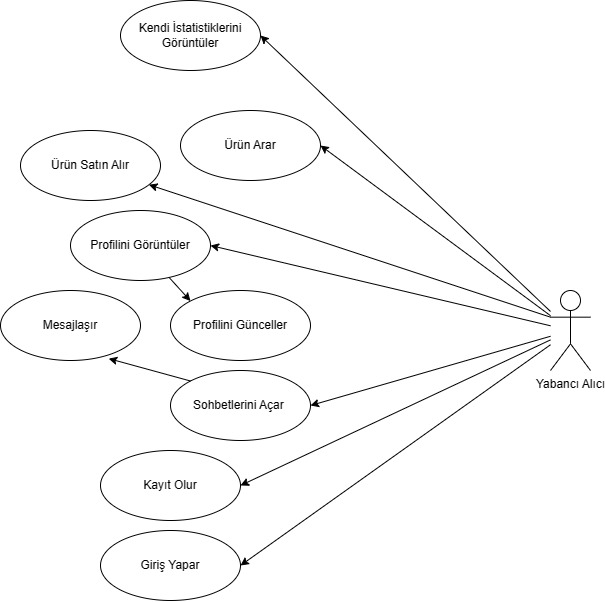 Kendi İstatistiklerini
Görüntüler
Ürün Arar
Ürün Satın Alır
Profilini Görüntüler
Mesajlaşır
Profilini Günceller
Yabancı Alıcı
Sohbetlerini Açar
Kayıt Olur
Giriş Yapar